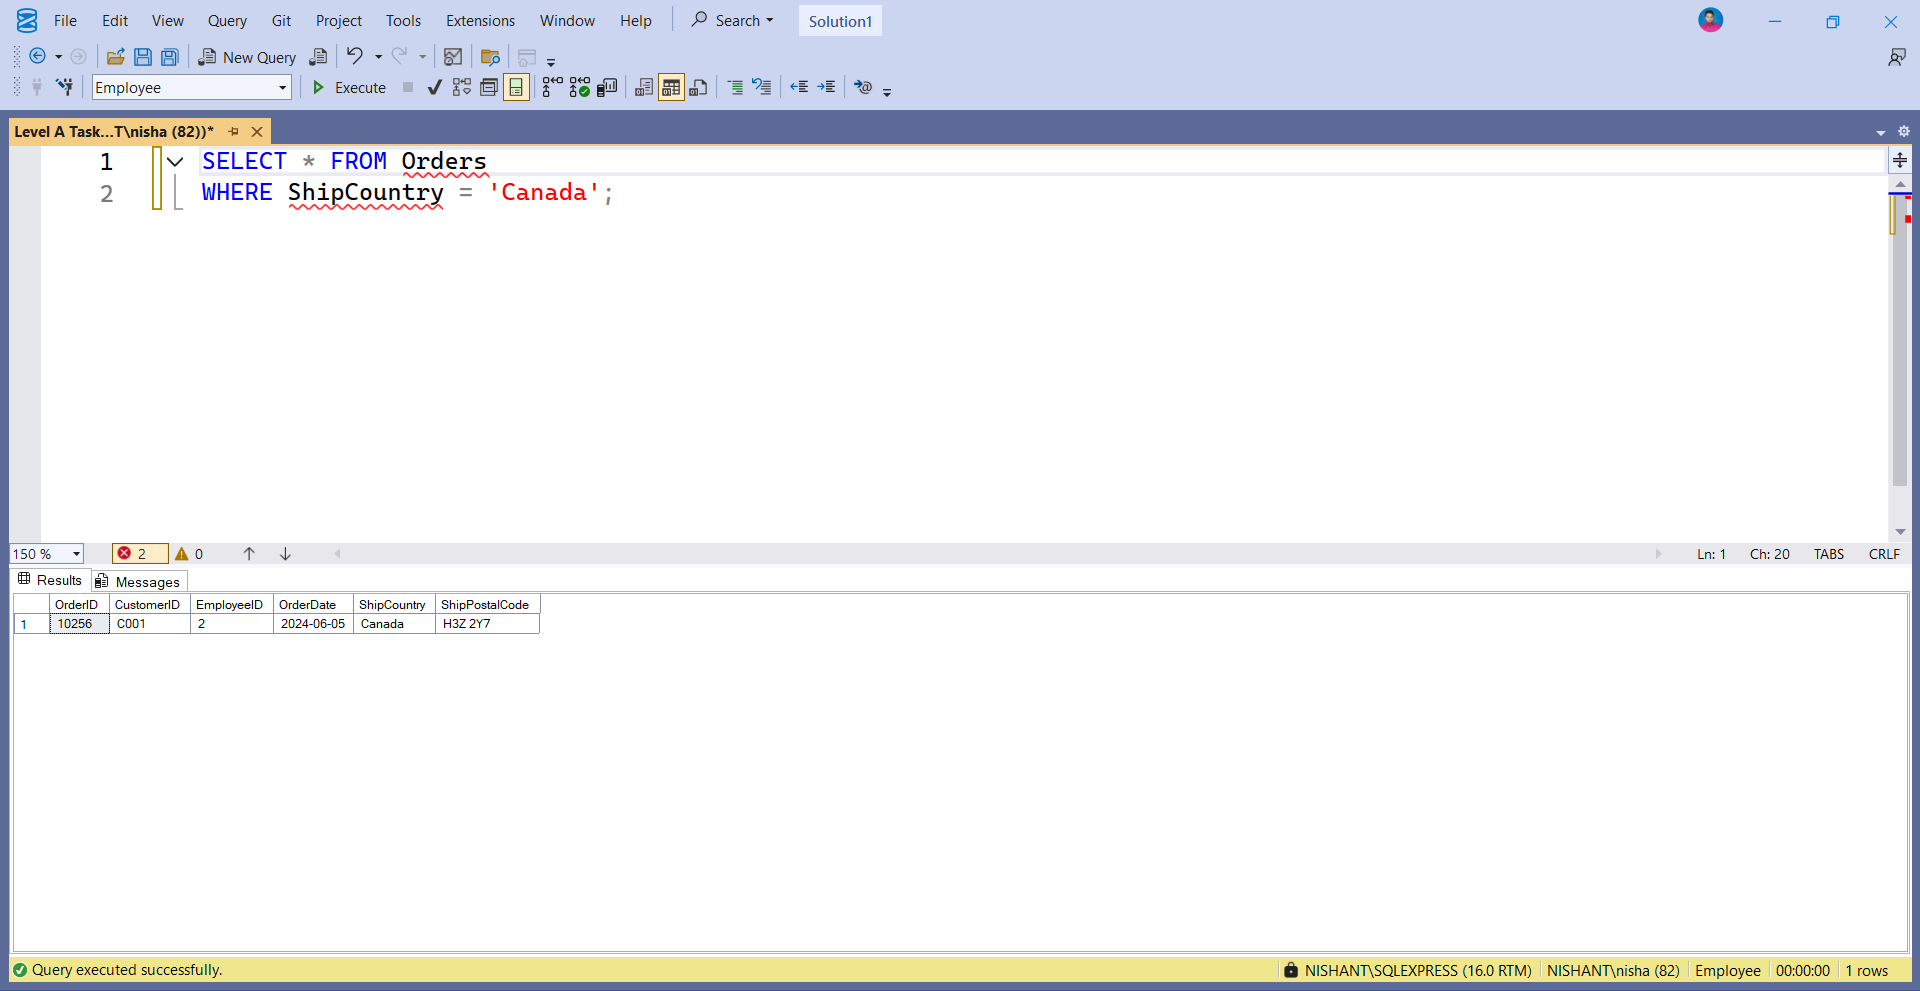 File Edit View Query Git Project Tools Extensions Window Help Search Solution1
New Query
Employee Execute
Level A Task...T\nisha (82))*
1 SELECT * FROM Orders
2 WHERE ShipCountry = 'Canada';
150 % 2 0 Ln: 1 Ch: 20 TABS CRLF
Results Messages
OrderID CustomerID EmployeeID OrderDate ShipCountry ShipPostalCode
1 10256 C001 2 2024-06-05 Canada H3Z 2Y7
Query executed successfully. NISHANT\SQLEXPRESS (16.0 RTM) NISHANT\nisha (82) Employee 00:00:00 1 rows